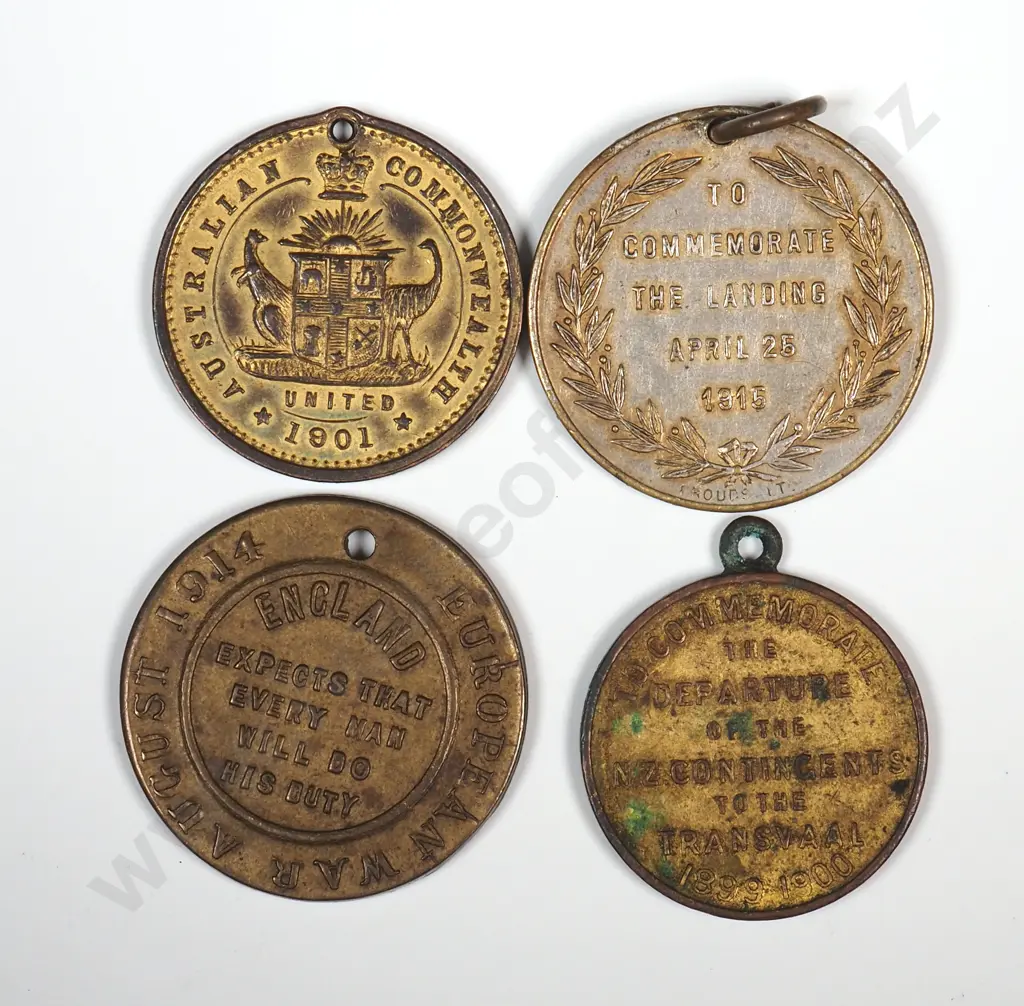 AUSTRALIAN COMMONWEALTH
UNITED
1901
TO
COMMEMORATE
THE LANDING
APRIL 25
1915
AUGUST 1914 EUROPEAN WAR
ENGLAND
EXPECTS THAT
EVERY MAN
WILL DO
HIS DUTY
TO COMMEMORATE
THE
DEPARTURE
OF THE
N.Z. CONTINGENTS
TO THE
TRANSVAAL
1899-1900